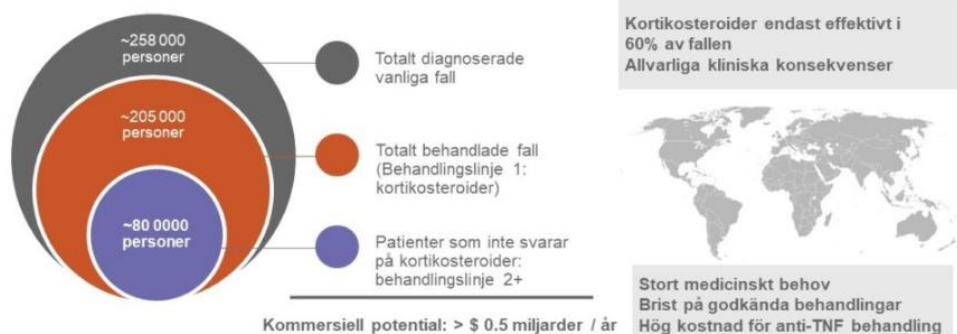 ~258 000
personer
~205 000
personer
~80 0000
personer
Totalt diagnoserade
vanliga fall
Totalt behandlade fall
(Behandlingslinje 1:
kortikosteroider)
Patienter som inte svarar
på kortikosteroider:
behandlingslinje 2+
Kommersiell potential: > $ 0.5 miljarder / år
Kortikosteroider endast effektivt i
60% av fallen
Allvarliga kliniska konsekvenser
Stort medicinskt behov
Brist på godkända behandlingar
Hög kostnad för anti-TNF behandling